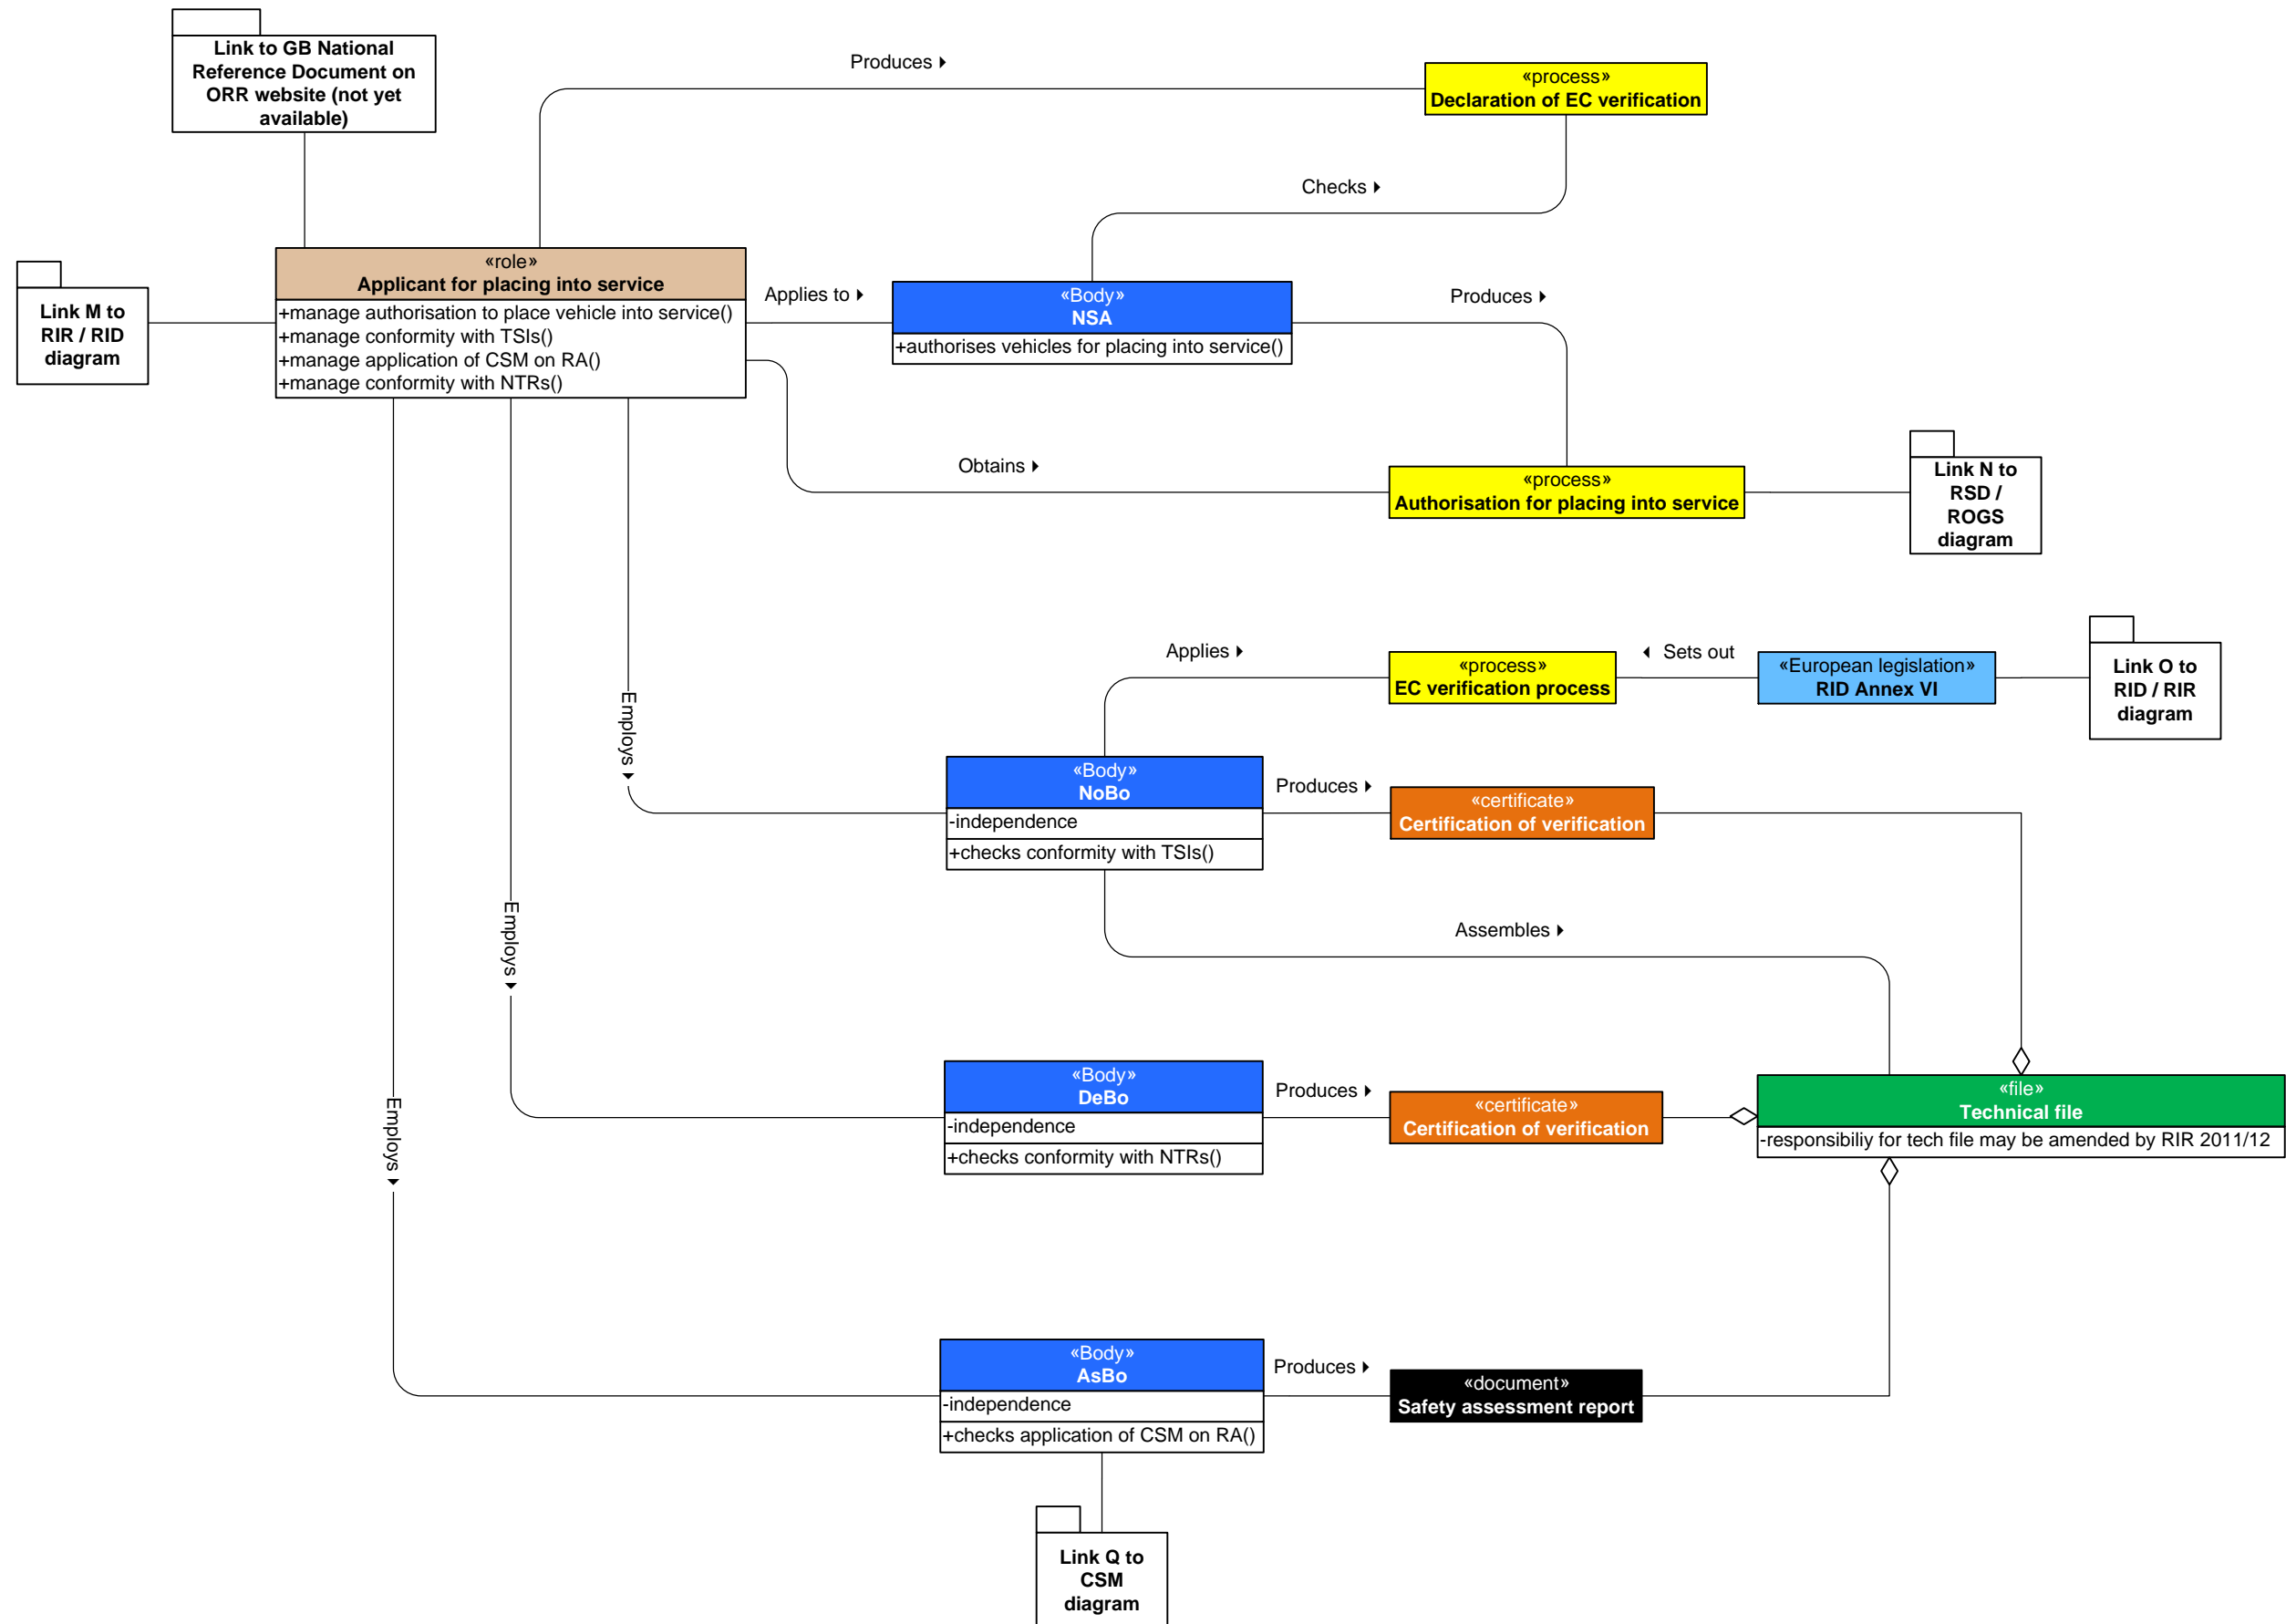 Link to GB National
Reference Document on
ORR website (not yet
available)
Produces
«process»
Declaration of EC verification
Checks
Link M to
RIR / RID
diagram
«role»
Applicant for placing into service
+manage authorisation to place vehicle into service()
+manage conformity with TSIs()
+manage application of CSM on RA()
+manage conformity with NTRs()
Applies to
«Body»
NSA
+authorises vehicles for placing into service()
Produces
Obtains
«process»
Authorisation for placing into service
Link N to
RSD /
ROGS
diagram
Applies
«process»
EC verification process
Sets out
«European legislation»
RID Annex VI
Link O to
RID / RIR
diagram
Employs
«Body»
NoBo
-independence
+checks conformity with TSIs()
Produces
«certificate»
Certification of verification
Assembles
Employs
«Body»
DeBo
-independence
+checks conformity with NTRs()
Produces
«certificate»
Certification of verification
«file»
Technical file
-responsibiliy for tech file may be amended by RIR 2011/12
Employs
«Body»
AsBo
-independence
+checks application of CSM on RA()
Produces
«document»
Safety assessment report
Link Q to
CSM
diagram